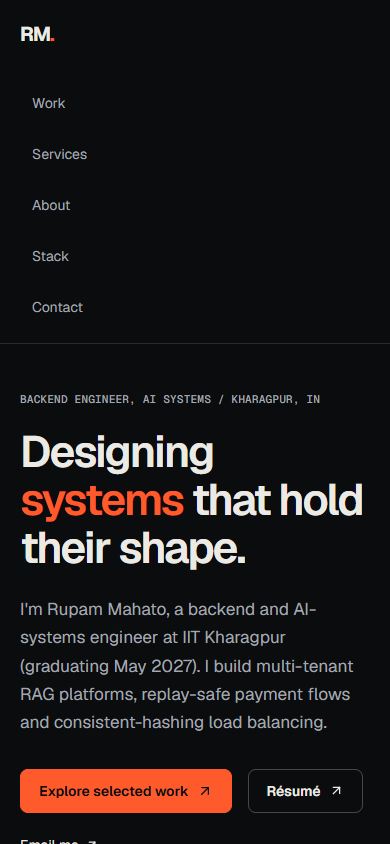 RM.
Work
Services
About
Stack
Contact
BACKEND ENGINEER, AI SYSTEMS / KHARAGPUR, IN
Designing
systems that hold
their shape.
I'm Rupam Mahato, a backend and AI-
systems engineer at IIT Kharagpur
(graduating May 2027). I build multi-tenant
RAG platforms, replay-safe payment flows
and consistent-hashing load balancing.
Explore selected work ↗
Résumé ↗
Email me ↗